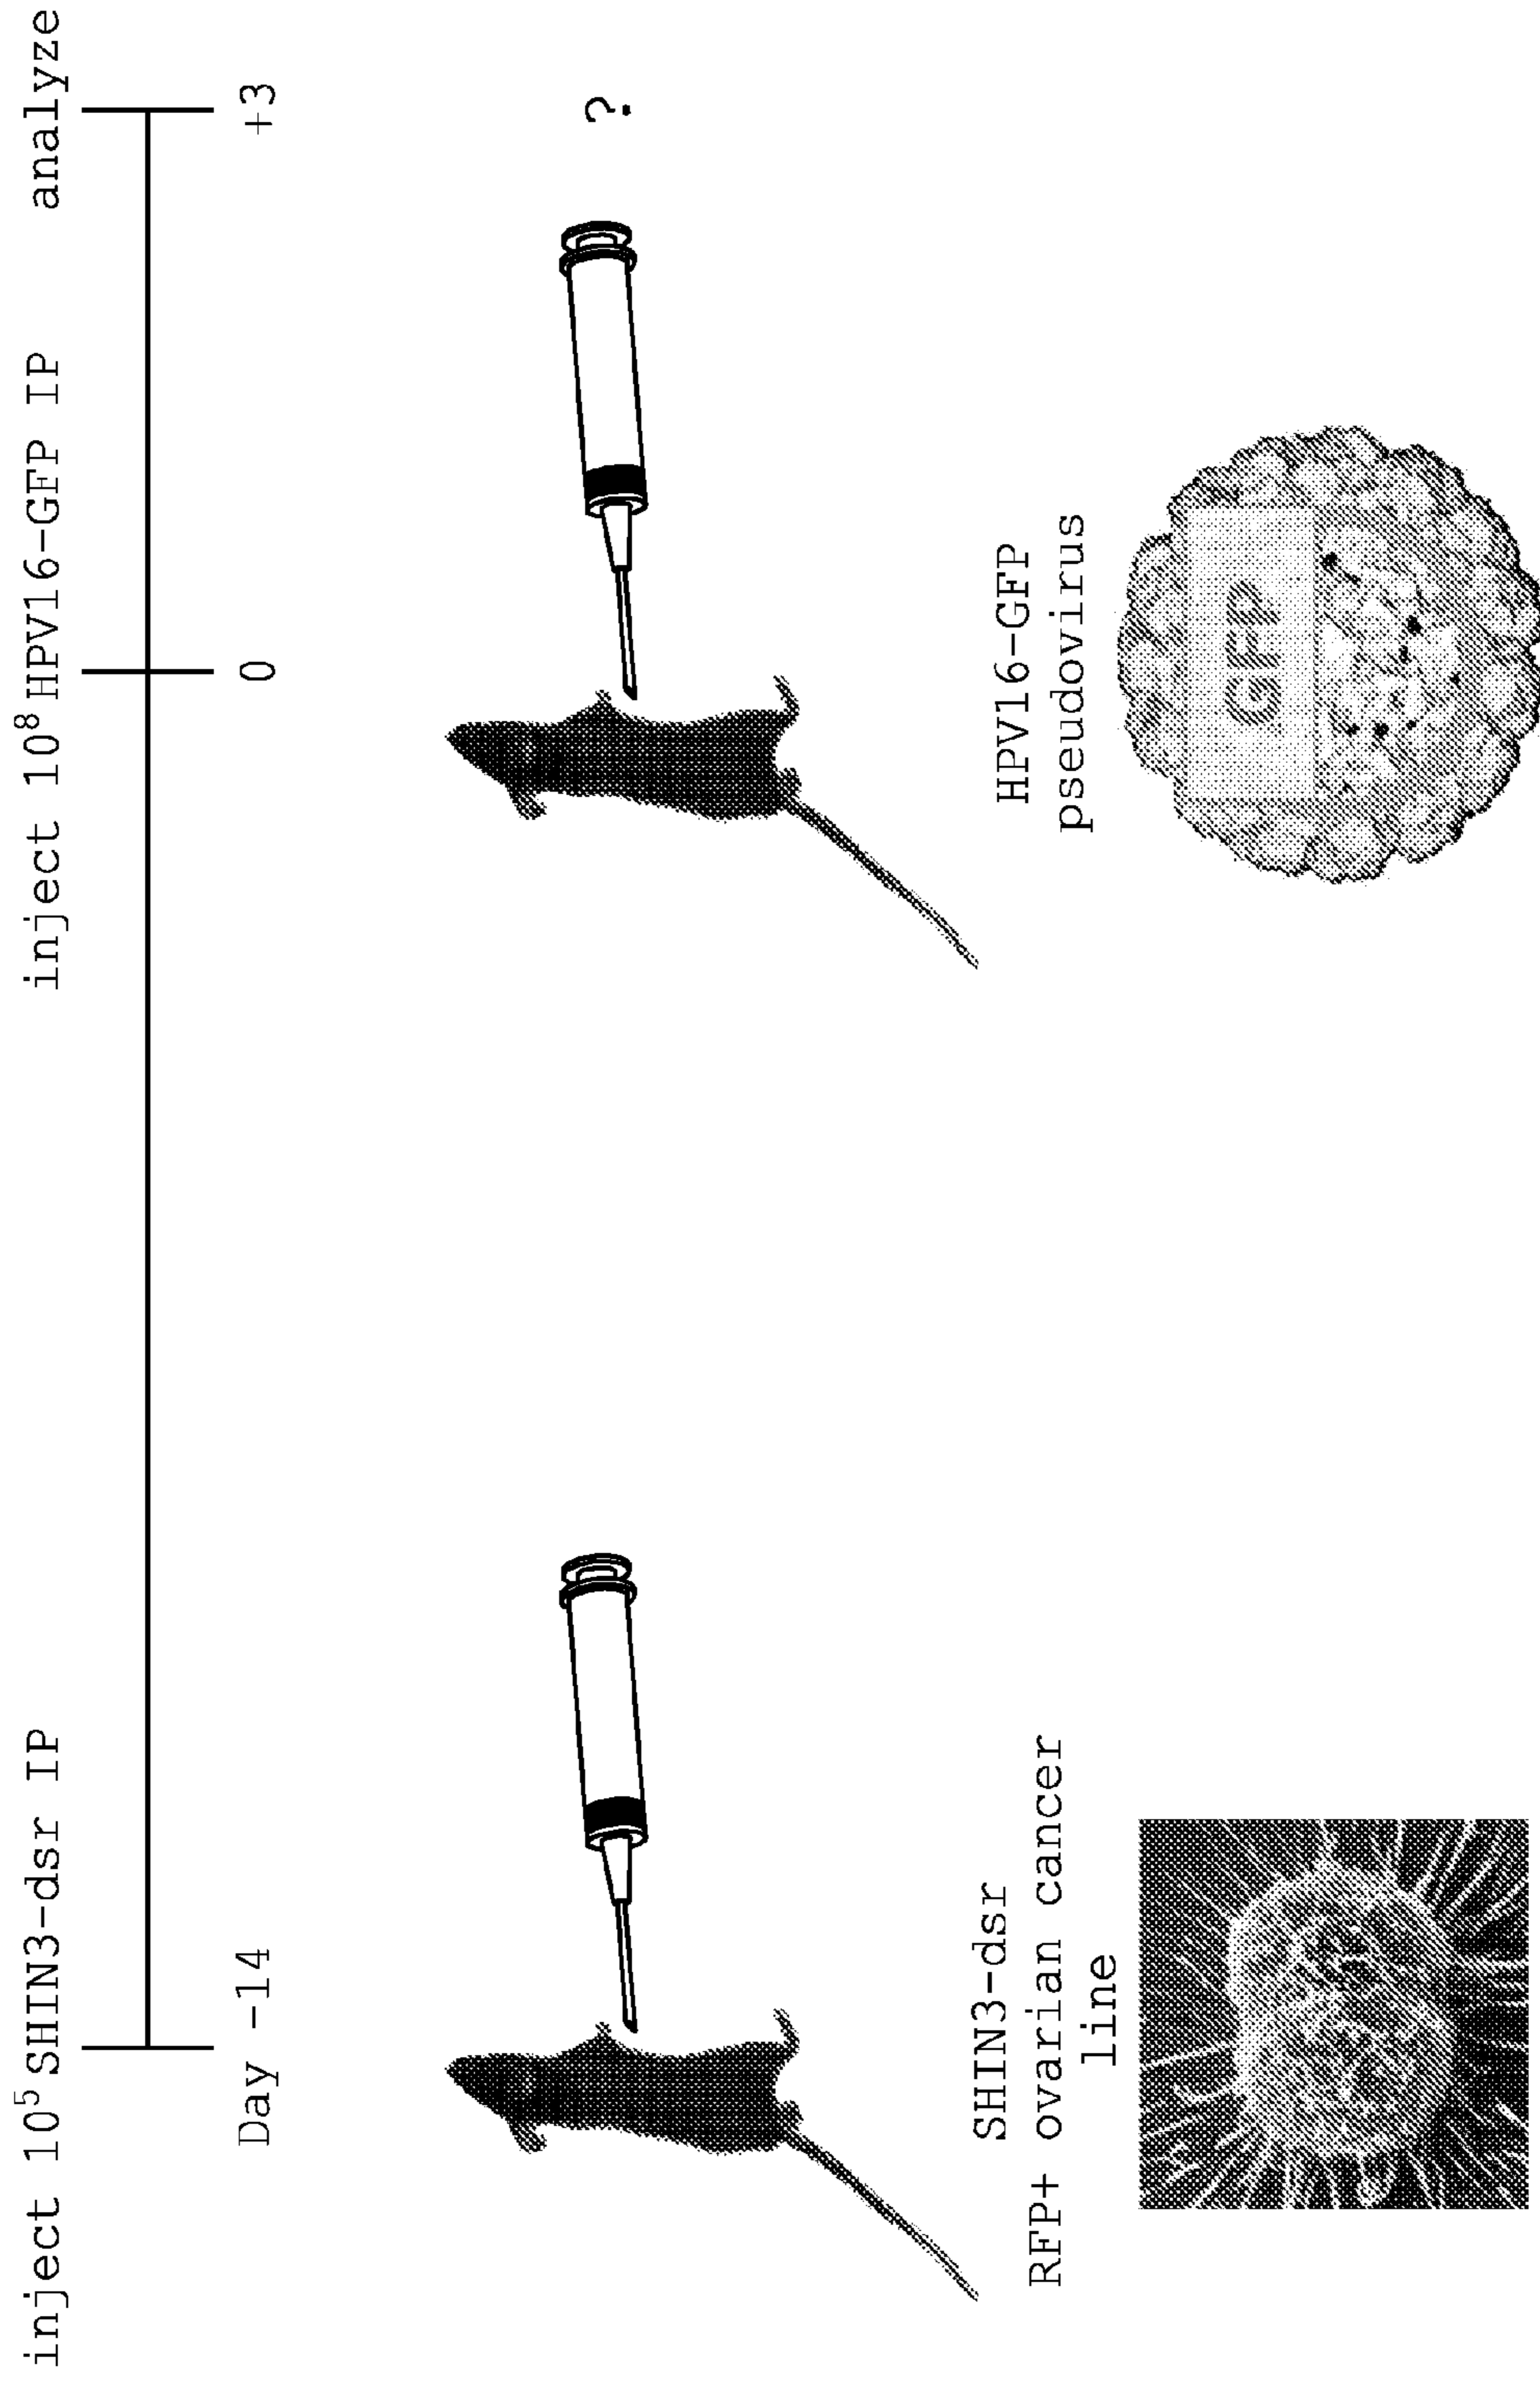 inject 10⁵ SHIN3-dsr IP
inject 10⁸ HPV16-GFP IP
analyze
Day -14
0
+3
?
SHIN3-dsr
RFP+ ovarian cancer
line
HPV16-GFP
pseudovirus
GFP